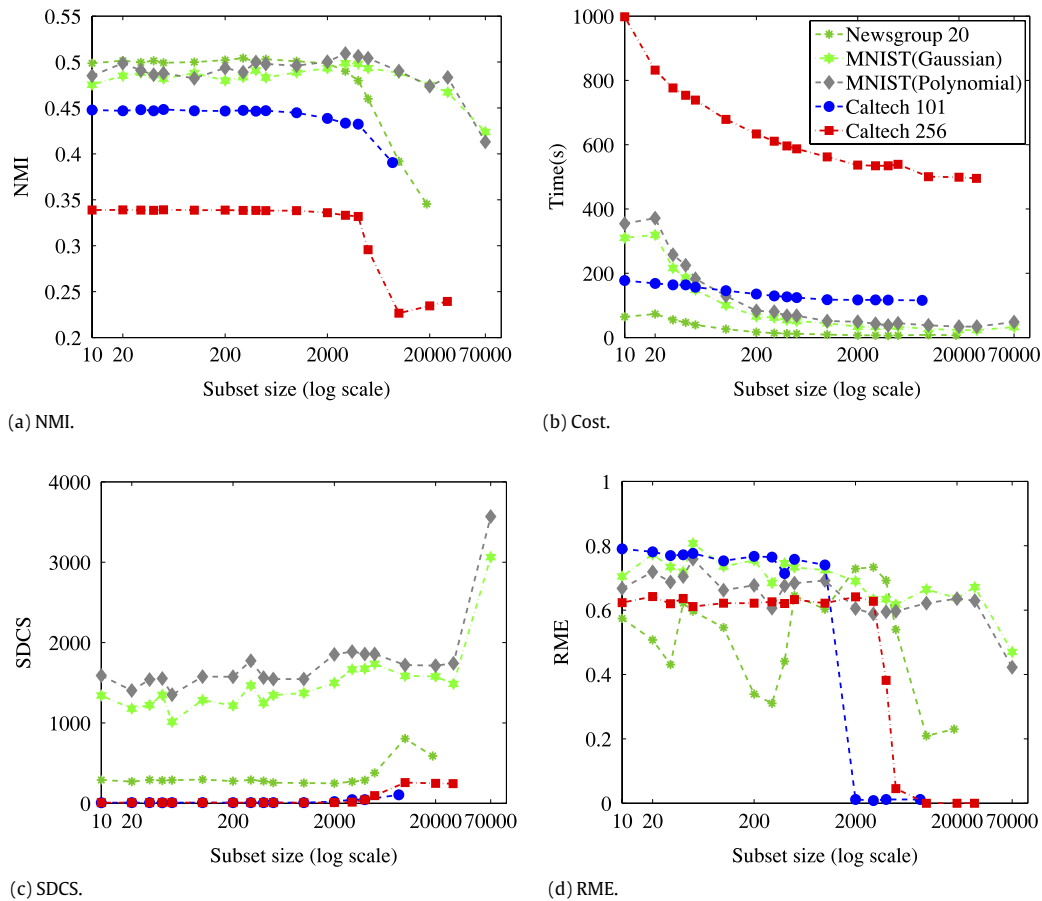 0.55
0.5
0.45
0.4
0.35
0.3
0.25
0.2
NMI
10 20 200 2000 20000 70000
Subset size (log scale)
(a) NMI.
1000
800
600
400
200
0
Time(s)
Newsgroup 20
MNIST(Gaussian)
MNIST(Polynomial)
Caltech 101
Caltech 256
10 20 200 2000 20000 70000
Subset size (log scale)
(b) Cost.
4000
3000
2000
1000
0
SDCS
10 20 200 2000 20000 70000
Subset size (log scale)
(c) SDCS.
1
0.8
0.6
0.4
0.2
0
RME
10 20 200 2000 20000 70000
Subset size (log scale)
(d) RME.